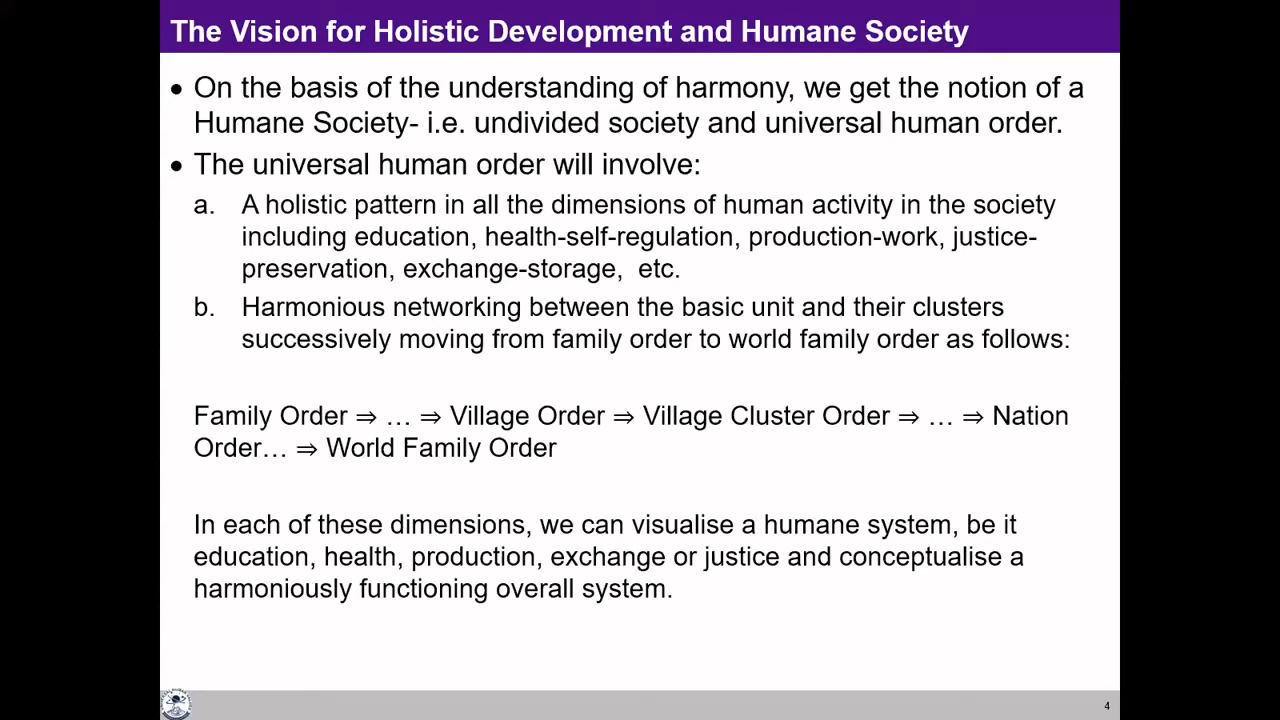 The Vision for Holistic Development and Humane Society
• On the basis of the understanding of harmony, we get the notion of a
Humane Society- i.e. undivided society and universal human order.
• The universal human order will involve:
a. A holistic pattern in all the dimensions of human activity in the society
including education, health-self-regulation, production-work, justice-
preservation, exchange-storage, etc.
b. Harmonious networking between the basic unit and their clusters
successively moving from family order to world family order as follows:
Family Order ⇒ … ⇒ Village Order ⇒ Village Cluster Order ⇒ … ⇒ Nation
Order… ⇒ World Family Order
In each of these dimensions, we can visualise a humane system, be it
education, health, production, exchange or justice and conceptualise a
harmoniously functioning overall system.
4